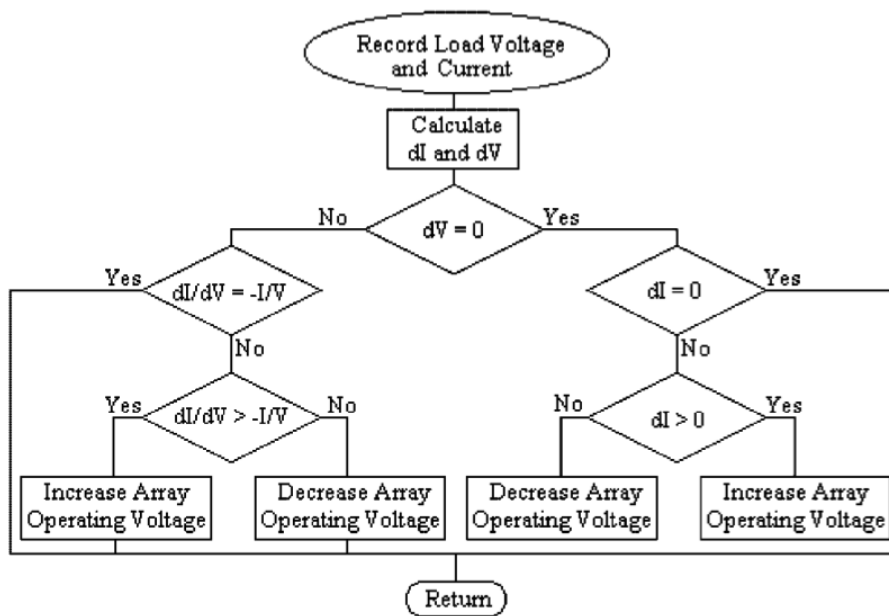 Record Load Voltage
and Current
Calculate
dI and dV
No
Yes
dV = 0
Yes
dI/dV = -I/V
dI = 0
Yes
No
No
Yes
dI/dV > -I/V
No
No
dI > 0
Yes
Increase Array
Operating Voltage
Decrease Array
Operating Voltage
Decrease Array
Operating Voltage
Increase Array
Operating Voltage
Return